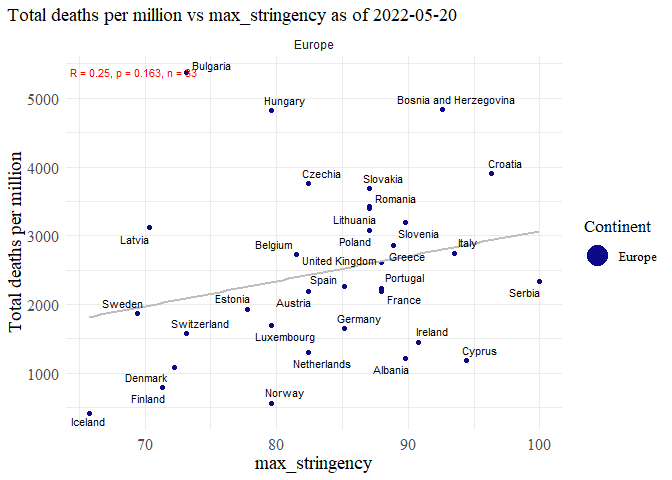 Total deaths per million vs max_stringency as of 2022-05-20
Europe
R = 0.25, p = 0.163, n = 33
Bulgaria
Hungary
Bosnia and Herzegovina
Croatia
Czechia
Slovakia
Romania
Lithuania
Latvia
Poland
Slovenia
Belgium
United Kingdom
Greece
Italy
Spain
Portugal
Serbia
Sweden
Estonia
Austria
France
Switzerland
Luxembourg
Germany
Ireland
Denmark
Netherlands
Albania
Cyprus
Finland
Norway
Iceland
5000
4000
3000
2000
1000
Total deaths per million
70 80 90 100
max_stringency
Continent
Europe